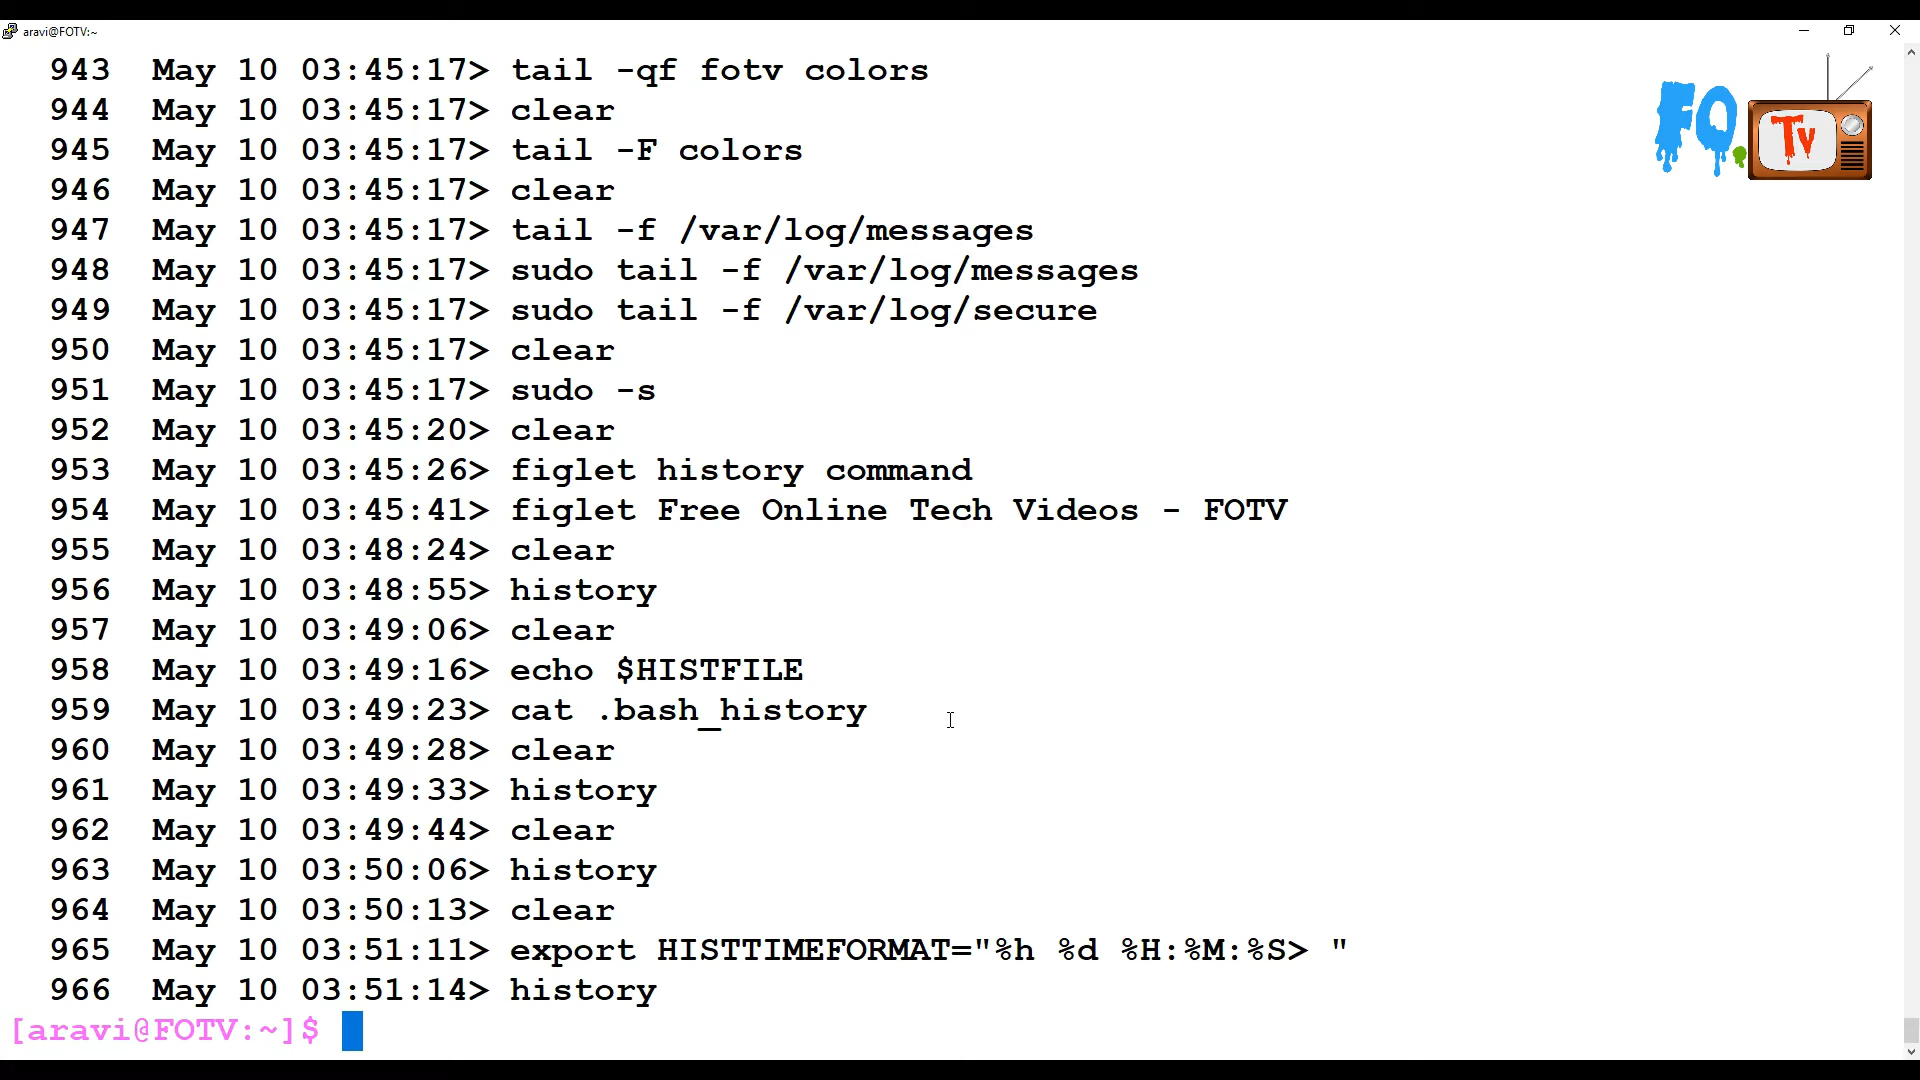 aravi@FOTV:~
943 May 10 03:45:17> tail -qf fotv colors
944 May 10 03:45:17> clear
945 May 10 03:45:17> tail -F colors
946 May 10 03:45:17> clear
947 May 10 03:45:17> tail -f /var/log/messages
948 May 10 03:45:17> sudo tail -f /var/log/messages
949 May 10 03:45:17> sudo tail -f /var/log/secure
950 May 10 03:45:17> clear
951 May 10 03:45:17> sudo -s
952 May 10 03:45:20> clear
953 May 10 03:45:26> figlet history command
954 May 10 03:45:41> figlet Free Online Tech Videos - FOTV
955 May 10 03:48:24> clear
956 May 10 03:48:55> history
957 May 10 03:49:06> clear
958 May 10 03:49:16> echo $HISTFILE
959 May 10 03:49:23> cat .bash_history
960 May 10 03:49:28> clear
961 May 10 03:49:33> history
962 May 10 03:49:44> clear
963 May 10 03:50:06> history
964 May 10 03:50:13> clear
965 May 10 03:51:11> export HISTTIMEFORMAT="%h %d %H:%M:%S> "
966 May 10 03:51:14> history
[aravi@FOTV:~]$
FO.Tv